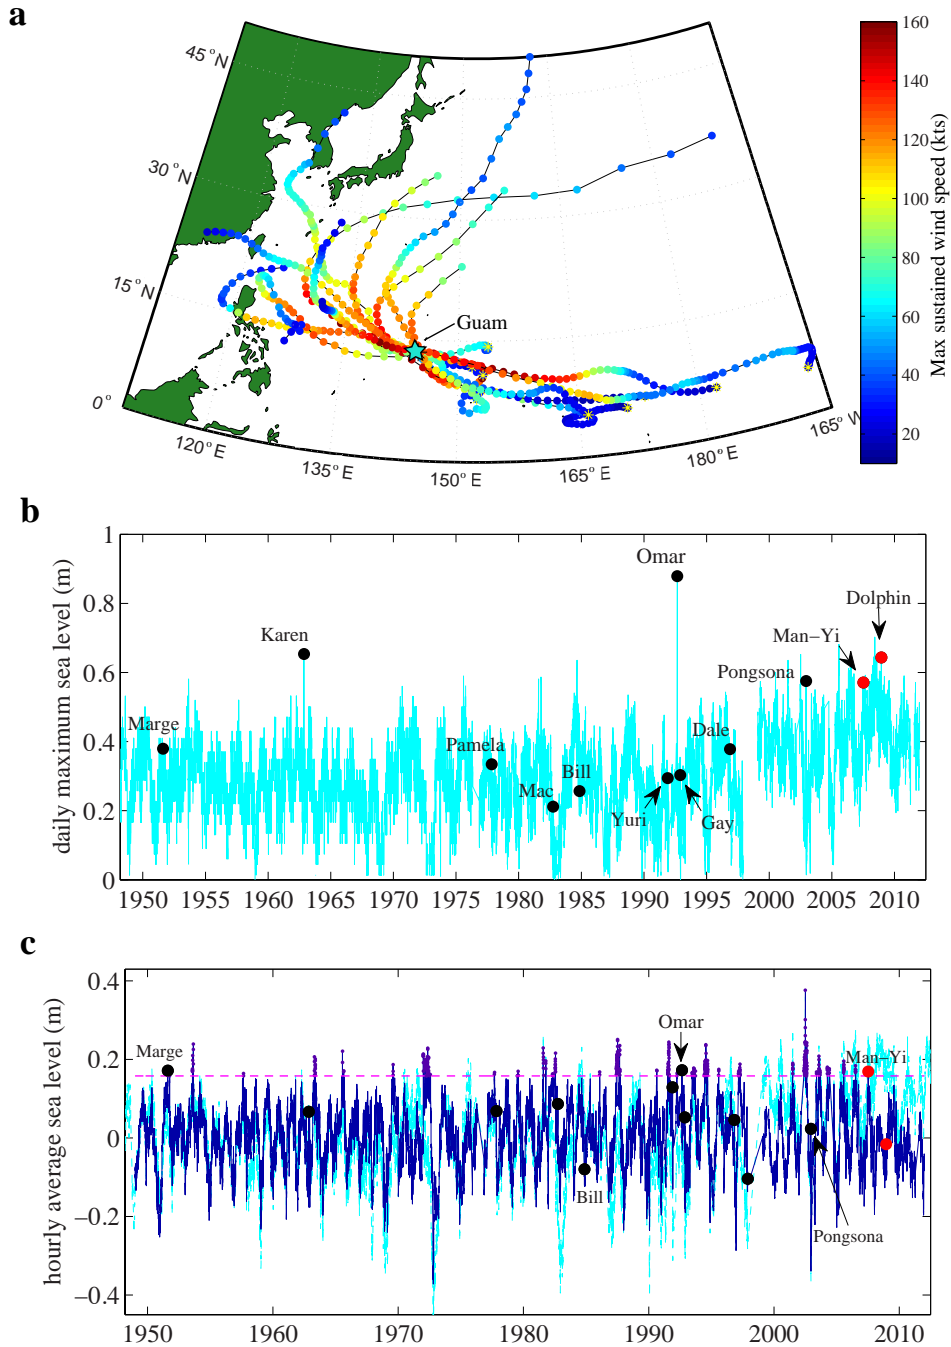 a
45°N
30°N
15°N
0°
120°E
135°E
150°E
165°E
180°E
165°W
Guam
160
140
120
100
80
60
40
20
Max sustained wind speed (kts)
b
daily maximum sea level (m)
1
0.8
0.6
0.4
0.2
0
Omar
Dolphin
Man−Yi
Karen
Pongsona
Marge
Dale
Pamela
Bill
Mac
Yuri
Gay
1950 1955 1960 1965 1970 1975 1980 1985 1990 1995 2000 2005 2010
c
hourly average sea level (m)
0.4
0.2
0
−0.2
−0.4
Omar
Marge
Man−Yi
Bill
Pongsona
1950 1960 1970 1980 1990 2000 2010